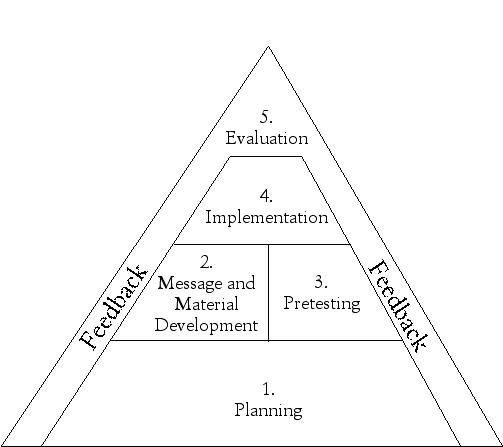 5.
Evaluation
4.
Implementation
2.
Message and
Material
Development
3.
Pretesting
Feedback
Feedback
1.
Planning